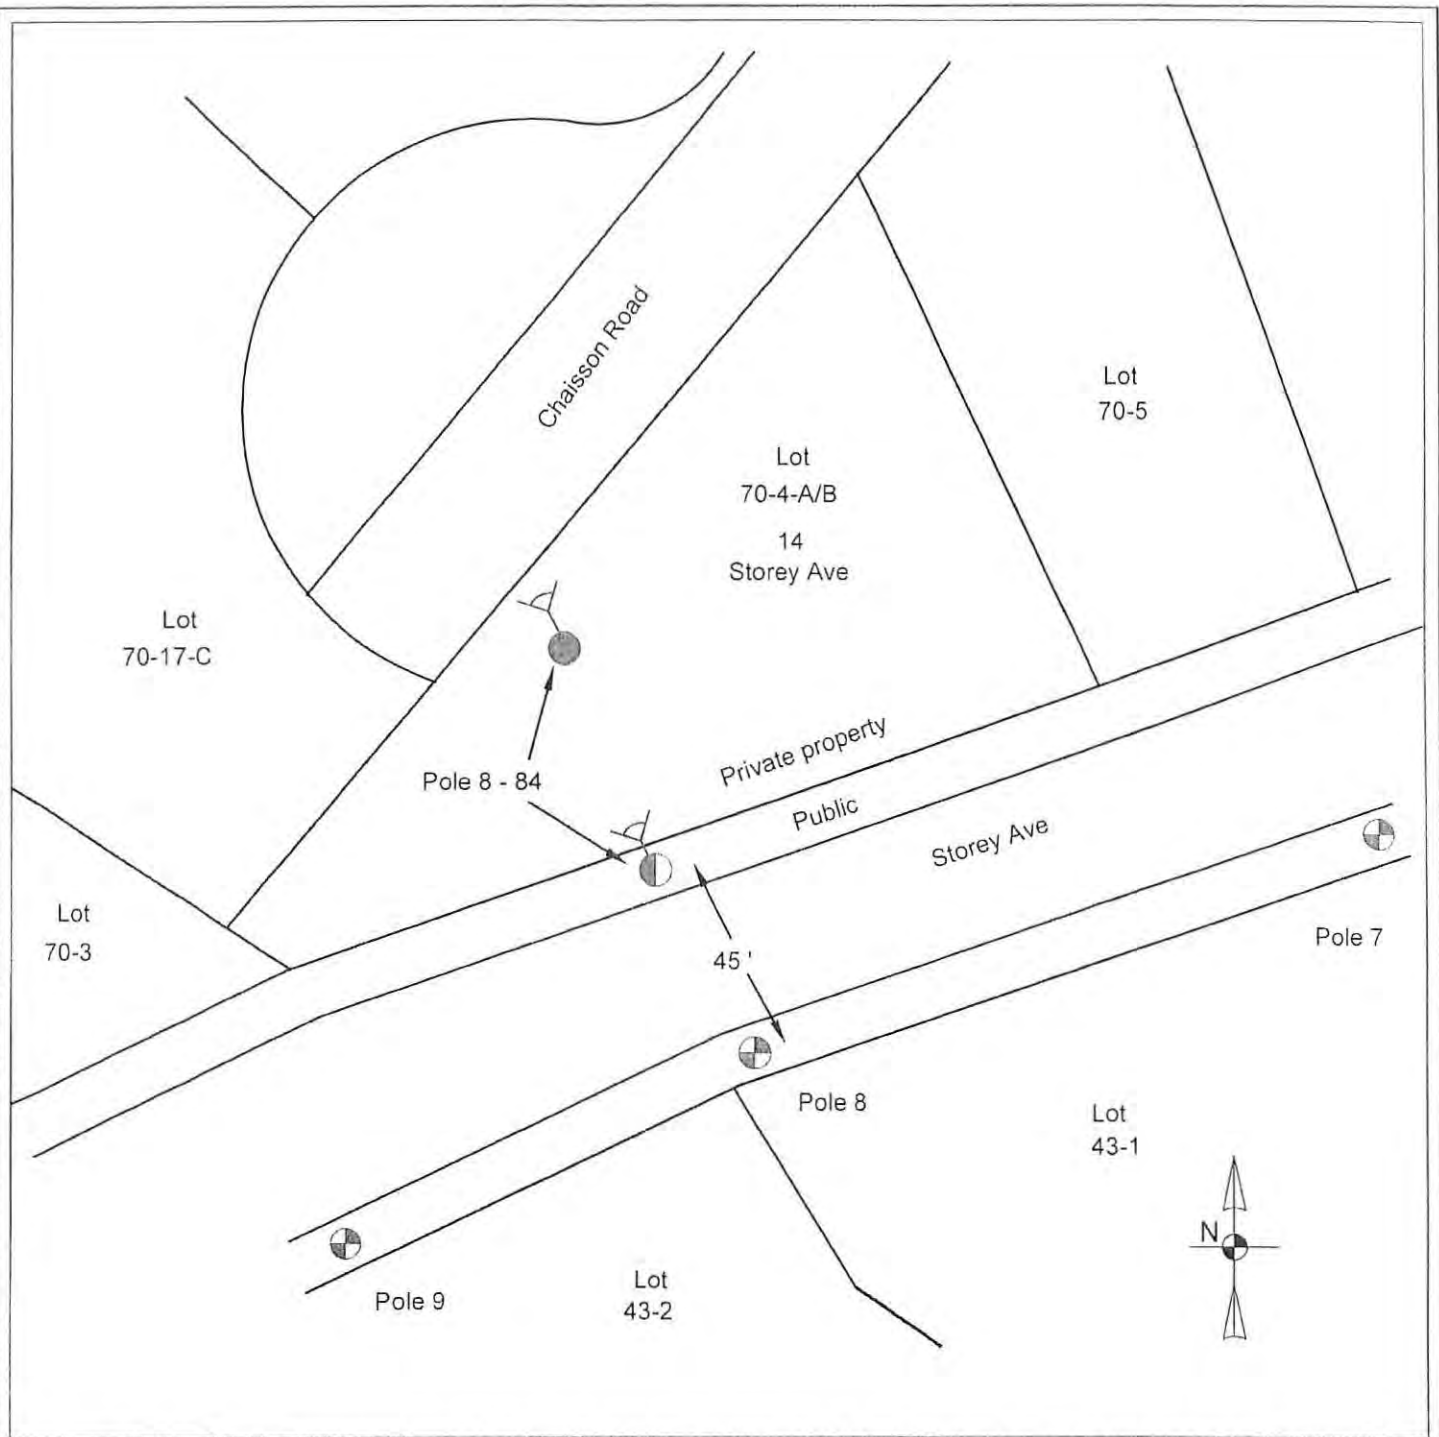 Chaisson Road
Lot
70-5
Lot
70-4-A/B
14
Storey Ave
Lot
70-17-C
Private property
Pole 8 - 84
Public
Storey Ave
Lot
70-3
Pole 7
45 '
Pole 8
Lot
43-1
N
Lot
43-2
Pole 9